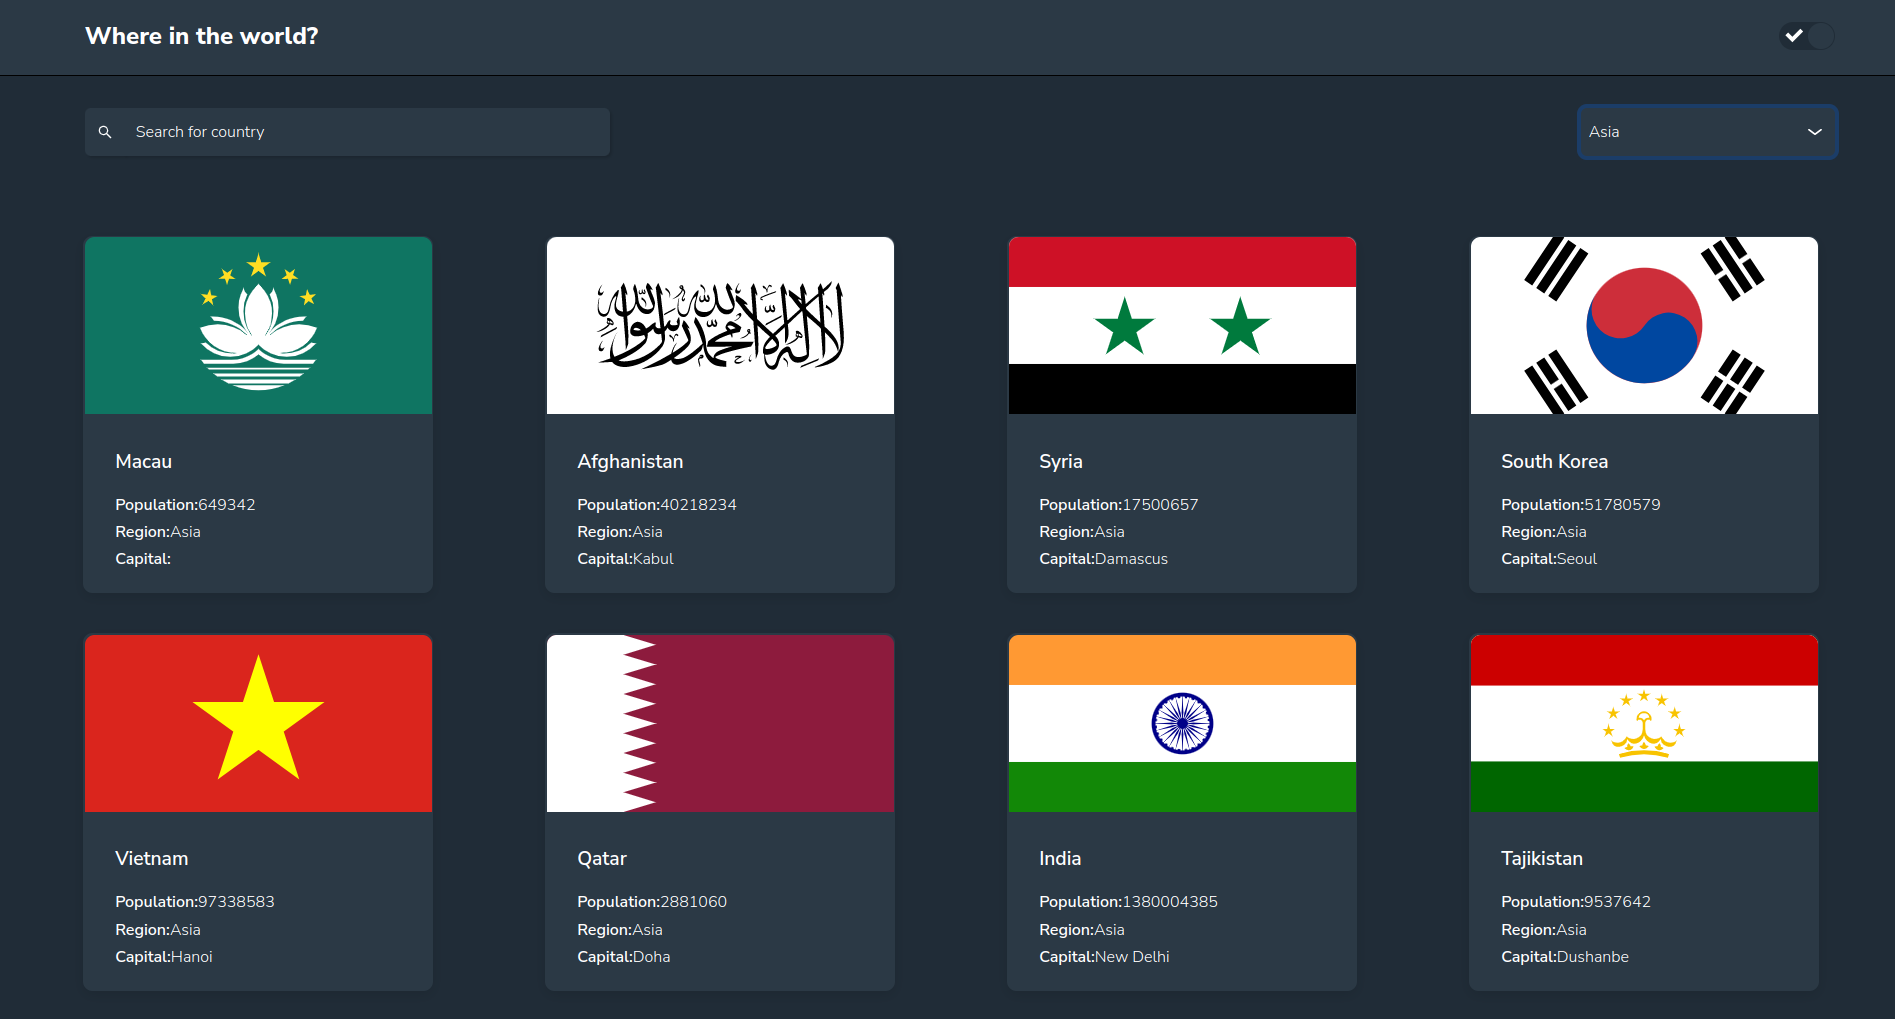 Where in the world?
Search for country
Asia
لا إله إلا الله محمد رسول الله
Macau
Population:649342
Region:Asia
Capital:
Afghanistan
Population:40218234
Region:Asia
Capital:Kabul
Syria
Population:17500657
Region:Asia
Capital:Damascus
South Korea
Population:51780579
Region:Asia
Capital:Seoul
Vietnam
Population:97338583
Region:Asia
Capital:Hanoi
Qatar
Population:2881060
Region:Asia
Capital:Doha
India
Population:1380004385
Region:Asia
Capital:New Delhi
Tajikistan
Population:9537642
Region:Asia
Capital:Dushanbe